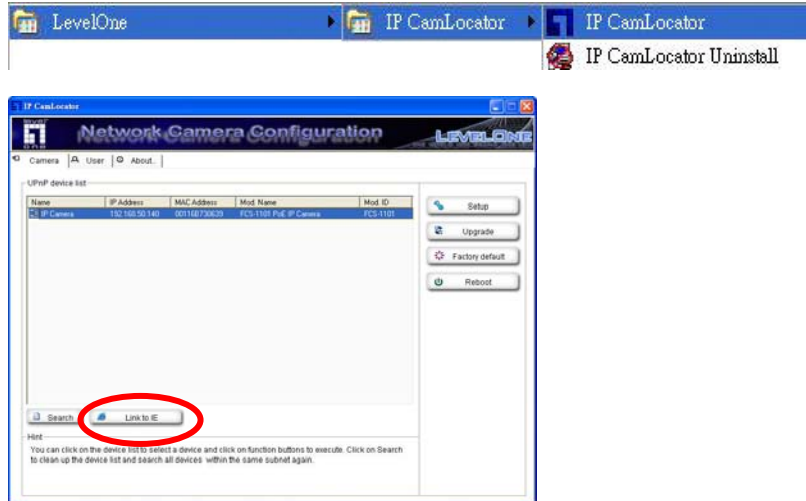 LevelOne IP CamLocator IP CamLocator
IP CamLocator Uninstall
IP CamLocator
level one Network Camera Configuration LEVELONE
Camera User About..
UPnP device list
Name IP Address MAC Address Mod. Name Mod. ID
IP Camera 192.168.50.140 001168730639 FCS-1101 PoE IP Camera FCS-1101
Setup
Upgrade
Factory default
Reboot
Search Link to IE
Hint
You can click on the device list to select a device and click on function buttons to execute. Click on Search
to clean up the device list and search all devices within the same subnet again.